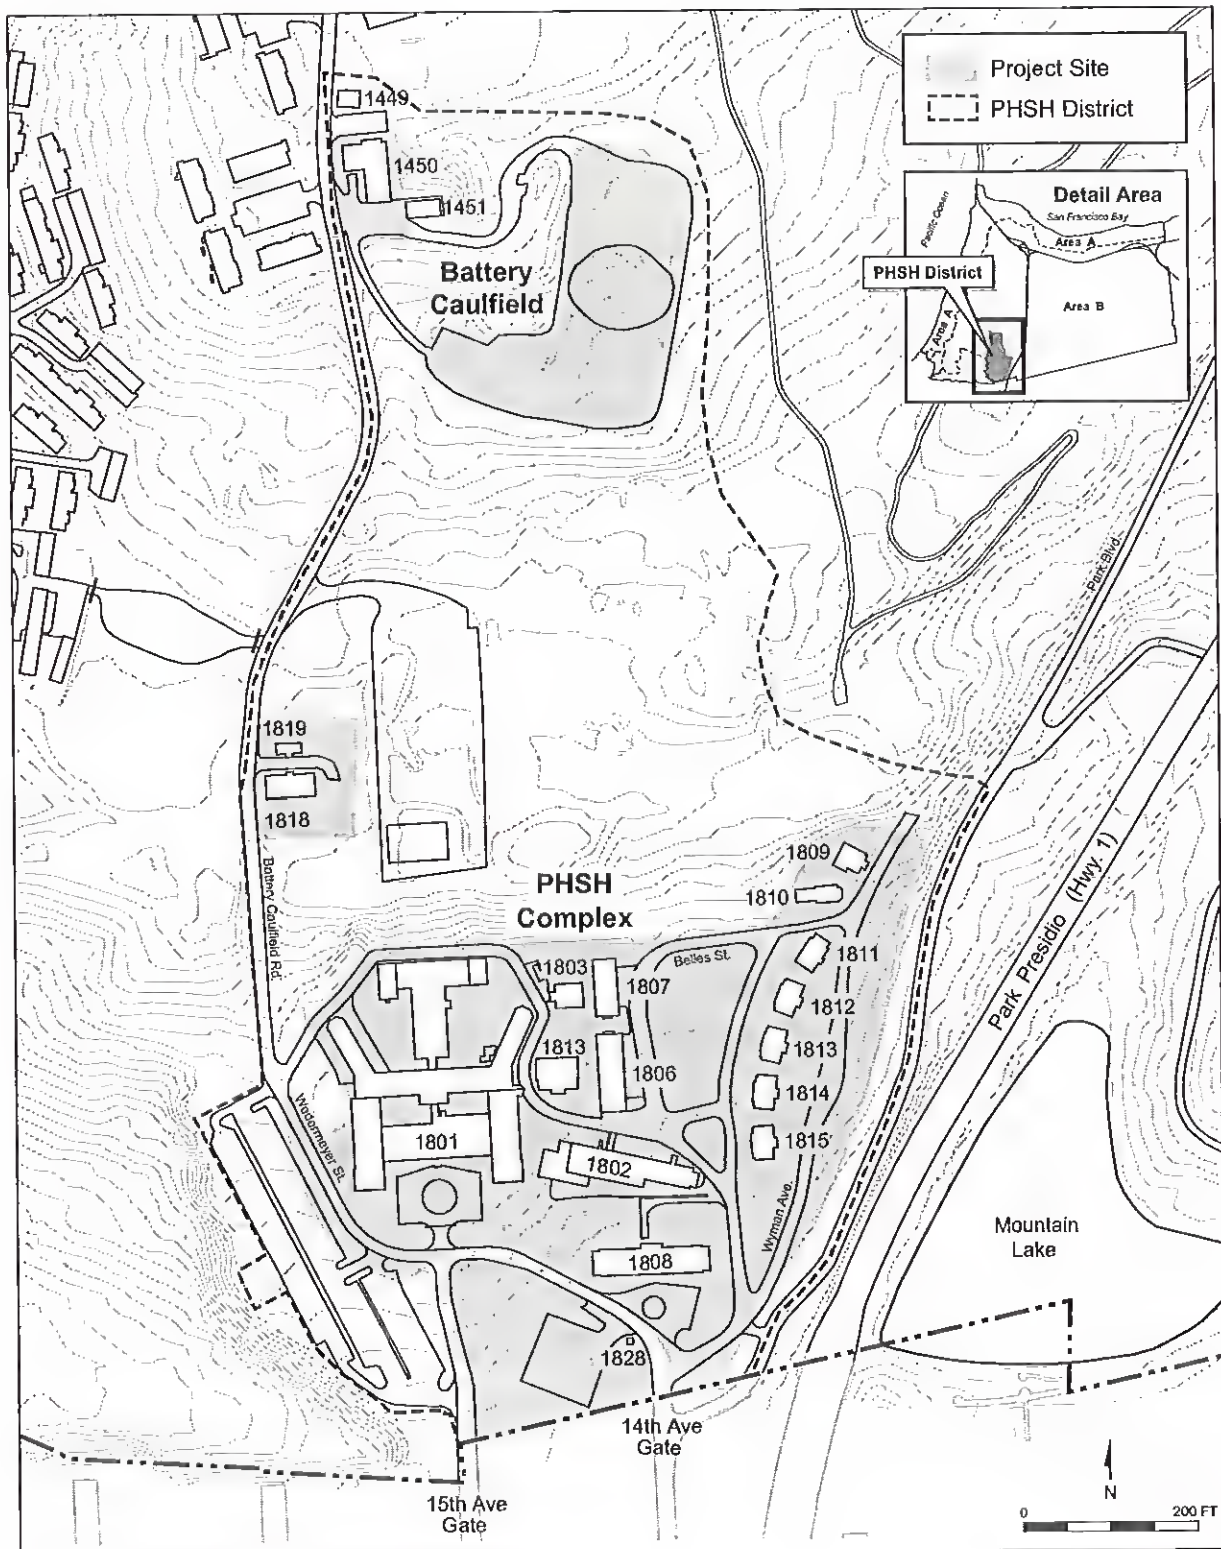 Project Site
PHSH District
Detail Area
Pacific Ocean
San Francisco Bay
Area A
PHSH District
Area B
Area A
1449
1450
1451
Battery
Caulfield
Park Blvd.
1819
1818
Battery Caulfield Rd.
PHSH
Complex
1809
1810
Park Presidio (Hwy. 1)
Belles St.
1811
1803
1807
1812
1813
1813
1806
1814
1815
1801
1802
Wedermeyer St.
Wyman Ave.
1808
Mountain
Lake
1828
14th Ave
Gate
15th Ave
Gate
N
0 200 FT